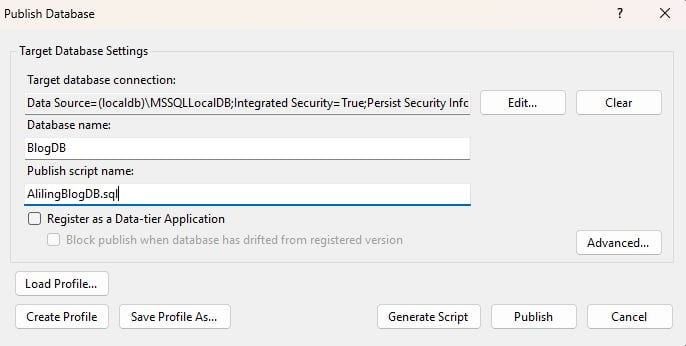 Publish Database
?
Target Database Settings
Target database connection:
Data Source=(localdb)\MSSQLLocalDB;Integrated Security=True;Persist Security Infc
Edit...
Clear
Database name:
BlogDB
Publish script name:
AlilingBlogDB.sql
Register as a Data-tier Application
Block publish when database has drifted from registered version
Advanced...
Load Profile...
Create Profile
Save Profile As...
Generate Script
Publish
Cancel